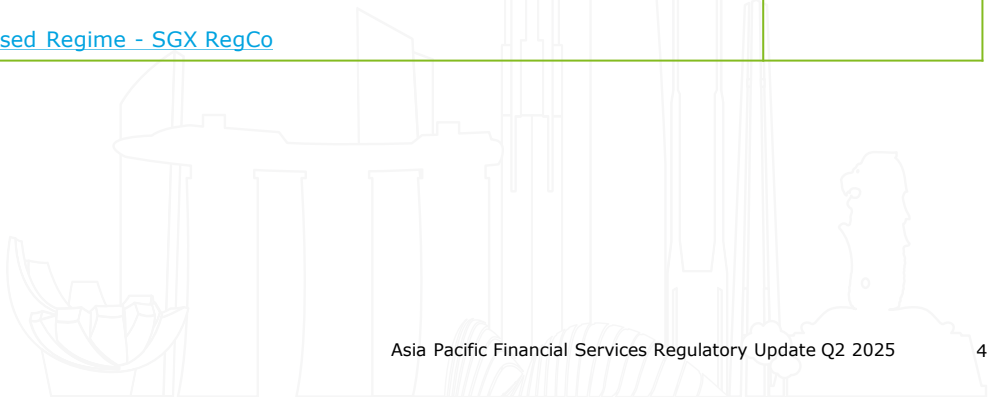 sed Regime - SGX RegCo
Asia Pacific Financial Services Regulatory Update Q2 2025 4